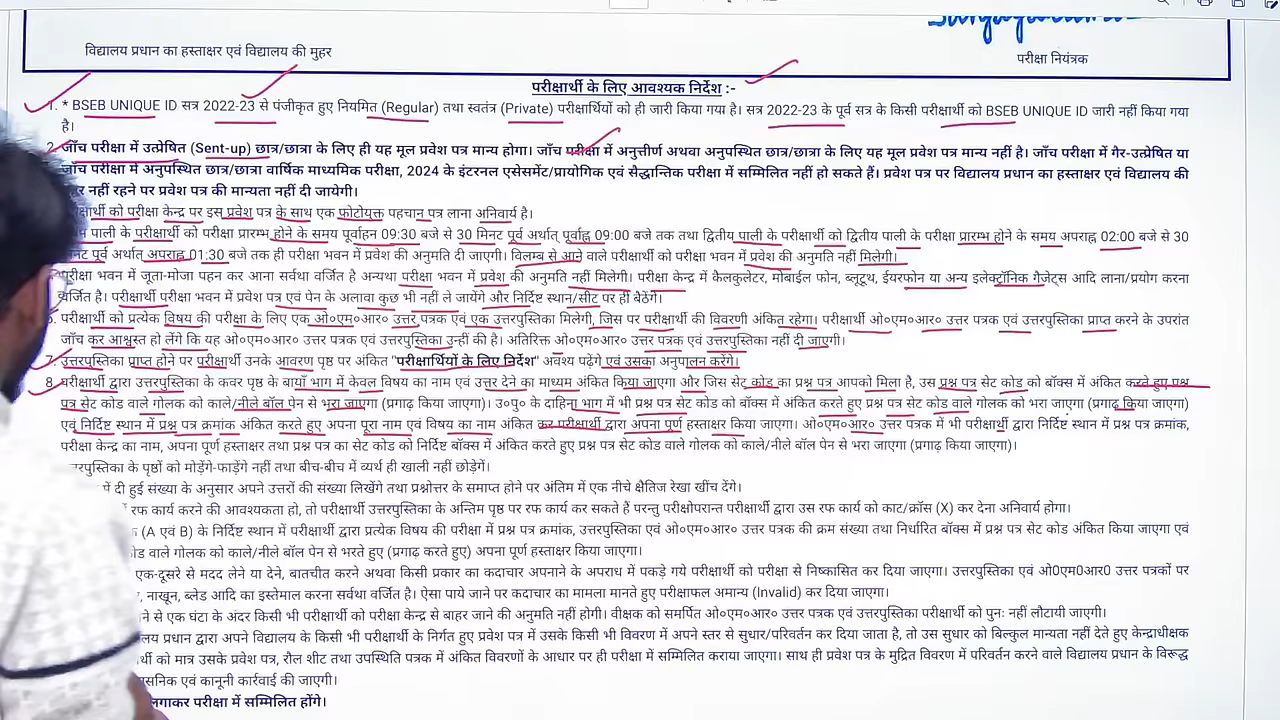 विद्यालय प्रधान का हस्ताक्षर एवं विद्यालय की मुहर
परीक्षा नियंत्रक
परीक्षार्थी के लिए आवश्यक निर्देश :-
1. * BSEB UNIQUE ID सत्र 2022-23 से पंजीकृत हुए नियमित (Regular) तथा स्वतंत्र (Private) परीक्षार्थियों को ही जारी किया गया है। सत्र 2022-23 के पूर्व सत्र के किसी परीक्षार्थी को BSEB UNIQUE ID जारी नहीं किया गया
है।
2. जाँच परीक्षा में उत्प्रेषित (Sent-up) छात्र/छात्रा के लिए ही यह मूल प्रवेश पत्र मान्य होगा। जाँच परीक्षा में अनुत्तीर्ण अथवा अनुपस्थित छात्र/छात्रा के लिए यह मूल प्रवेश पत्र मान्य नहीं है। जाँच परीक्षा में गैर-उत्प्रेषित या
जाँच परीक्षा में अनुपस्थित छात्र/छात्रा वार्षिक माध्यमिक परीक्षा, 2024 के इंटरनल एसेसमेंट/प्रायोगिक एवं सैद्धान्तिक परीक्षा में सम्मिलित नहीं हो सकते हैं। प्रवेश पत्र पर विद्यालय प्रधान का हस्ताक्षर एवं विद्यालय की
नहीं रहने पर प्रवेश पत्र की मान्यता नहीं दी जायेगी।
को परीक्षा केन्द्र पर इस प्रवेश पत्र के साथ एक फोटोयुक्त पहचान पत्र लाना अनिवार्य है।
पाली के परीक्षार्थी को परीक्षा प्रारम्भ होने के समय पूर्वाहन 09:30 बजे से 30 मिनट पूर्व अर्थात् पूर्वाह्न 09:00 बजे तक तथा द्वितीय पाली के परीक्षार्थी को द्वितीय पाली के परीक्षा प्रारम्भ होने के समय अपराह्न 02:00 बजे से 30
पूर्व अर्थात् अपराह्न 01:30 बजे तक ही परीक्षा भवन में प्रवेश की अनुमति दी जाएगी। विलम्ब से आने वाले परीक्षार्थी को परीक्षा भवन में प्रवेश की अनुमति नहीं मिलेगी।
परीक्षा भवन में जूता-मोजा पहन कर आना सर्वथा वर्जित है अन्यथा परीक्षा भवन में प्रवेश की अनुमति नहीं मिलेगी। परीक्षा केन्द्र में कैलकुलेटर, मोबाईल फोन, ब्लूटूथ, ईयरफोन या अन्य इलेक्ट्रॉनिक गैजेट्स आदि लाना/प्रयोग करना
वर्जित है। परीक्षार्थी परीक्षा भवन में प्रवेश पत्र एवं पेन के अलावा कुछ भी नहीं ले जायेंगे और निर्दिष्ट स्थान/सीट पर ही बैठेंगे।
परीक्षार्थी को प्रत्येक विषय की परीक्षा के लिए एक ओ०एम०आर० उत्तर पत्रक एवं एक उत्तरपुस्तिका मिलेगी, जिस पर परीक्षार्थी की विवरणी अंकित रहेगा। परीक्षार्थी ओ०एम०आर० उत्तर पत्रक एवं उत्तरपुस्तिका प्राप्त करने के उपरांत
जाँच कर आश्वस्त हो लेंगे कि यह ओ०एम०आर० उत्तर पत्रक एवं उत्तरपुस्तिका उन्हीं की है। अतिरिक्त ओ०एम०आर० उत्तर पत्रक एवं उत्तरपुस्तिका नहीं दी जाएगी।
7. उत्तरपुस्तिका प्राप्त होने पर परीक्षार्थी उनके आवरण पृष्ठ पर अंकित "परीक्षार्थियों के लिए निर्देश" अवश्य पढ़ेंगे एवं उसका अनुपालन करेंगे।
8. परीक्षार्थी द्वारा उत्तरपुस्तिका के कवर पृष्ठ के बायाँ भाग में केवल विषय का नाम एवं उत्तर देने का माध्यम अंकित किया जाएगा और जिस सेट कोड का प्रश्न पत्र आपको मिला है, उस प्रश्न पत्र सेट कोड को बॉक्स में अंकित करते हुए प्रश्न
पत्र सेट कोड वाले गोलक को काले/नीले बॉल पेन से भरा जाएगा (प्रगाढ़ किया जाएगा)। उ०पु० के दाहिना भाग में भी प्रश्न पत्र सेट कोड को बॉक्स में अंकित करते हुए प्रश्न पत्र सेट कोड वाले गोलक को भरा जाएगा (प्रगाढ़ किया जाएगा)
एवं निर्दिष्ट स्थान में प्रश्न पत्र क्रमांक अंकित करते हुए अपना पूरा नाम एवं विषय का नाम अंकित कर परीक्षार्थी द्वारा अपना पूर्ण हस्ताक्षर किया जाएगा। ओ०एम०आर० उत्तर पत्रक में भी परीक्षार्थी द्वारा निर्दिष्ट स्थान में प्रश्न पत्र क्रमांक,
परीक्षा केन्द्र का नाम, अपना पूर्ण हस्ताक्षर तथा प्रश्न पत्र का सेट कोड को निर्दिष्ट बॉक्स में अंकित करते हुए प्रश्न पत्र सेट कोड वाले गोलक को काले/नीले बॉल पेन से भरा जाएगा (प्रगाढ़ किया जाएगा)।
के पृष्ठों को मोड़ेंगे-फाड़ेंगे नहीं तथा बीच-बीच में व्यर्थ ही खाली नहीं छोड़ेगें।
में दी हुई संख्या के अनुसार अपने उत्तरों की संख्या लिखेंगे तथा प्रश्नोत्तर के समाप्त होने पर अंतिम में एक नीचे क्षैतिज रेखा खींच देंगे।
रफ कार्य करने की आवश्यकता हो, तो परीक्षार्थी उत्तरपुस्तिका के अन्तिम पृष्ठ पर रफ कार्य कर सकते हैं परन्तु परीक्षोपरान्त परीक्षार्थी द्वारा उस रफ कार्य को काट/क्रॉस (X) कर देना अनिवार्य होगा।
(A एवं B) के निर्दिष्ट स्थान में परीक्षार्थी द्वारा प्रत्येक विषय की परीक्षा में प्रश्न पत्र क्रमांक, उत्तरपुस्तिका एवं ओ०एम०आर० उत्तर पत्रक की क्रम संख्या तथा निर्धारित बॉक्स में प्रश्न पत्र सेट कोड अंकित किया जाएगा एवं
वाले गोलक को काले/नीले बॉल पेन से भरते हुए (प्रगाढ़ करते हुए) अपना पूर्ण हस्ताक्षर किया जाएगा।
एक-दूसरे से मदद लेने या देने, बातचीत करने अथवा किसी प्रकार का कदाचार अपनाने के अपराध में पकड़े गये परीक्षार्थी को परीक्षा से निष्कासित कर दिया जाएगा। उत्तरपुस्तिका एवं ओ0एम0आर0 उत्तर पत्रकों पर
नाखून, ब्लेड आदि का इस्तेमाल करना सर्वथा वर्जित है। ऐसा पाये जाने पर कदाचार का मामला मानते हुए परीक्षाफल अमान्य (Invalid) कर दिया जाएगा।
से एक घंटा के अंदर किसी भी परीक्षार्थी को परीक्षा केन्द्र से बाहर जाने की अनुमति नहीं होगी। वीक्षक को समर्पित ओ०एम०आर० उत्तर पत्रक एवं उत्तरपुस्तिका परीक्षार्थी को पुनः नहीं लौटायी जाएगी।
प्रधान द्वारा अपने विद्यालय के किसी भी परीक्षार्थी के निर्गत हुए प्रवेश पत्र में उसके किसी भी विवरण में अपने स्तर से सुधार/परिवर्तन कर दिया जाता है, तो उस सुधार को बिल्कुल मान्यता नहीं देते हुए केन्द्राधीक्षक
को मात्र उसके प्रवेश पत्र, रौल शीट तथा उपस्थिति पत्रक में अंकित विवरणों के आधार पर ही परीक्षा में सम्मिलित कराया जाएगा। साथ ही प्रवेश पत्र के मुद्रित विवरण में परिवर्तन करने वाले विद्यालय प्रधान के विरूद्ध
एवं कानूनी कार्रवाई की जाएगी।
परीक्षा में सम्मिलित होंगे।